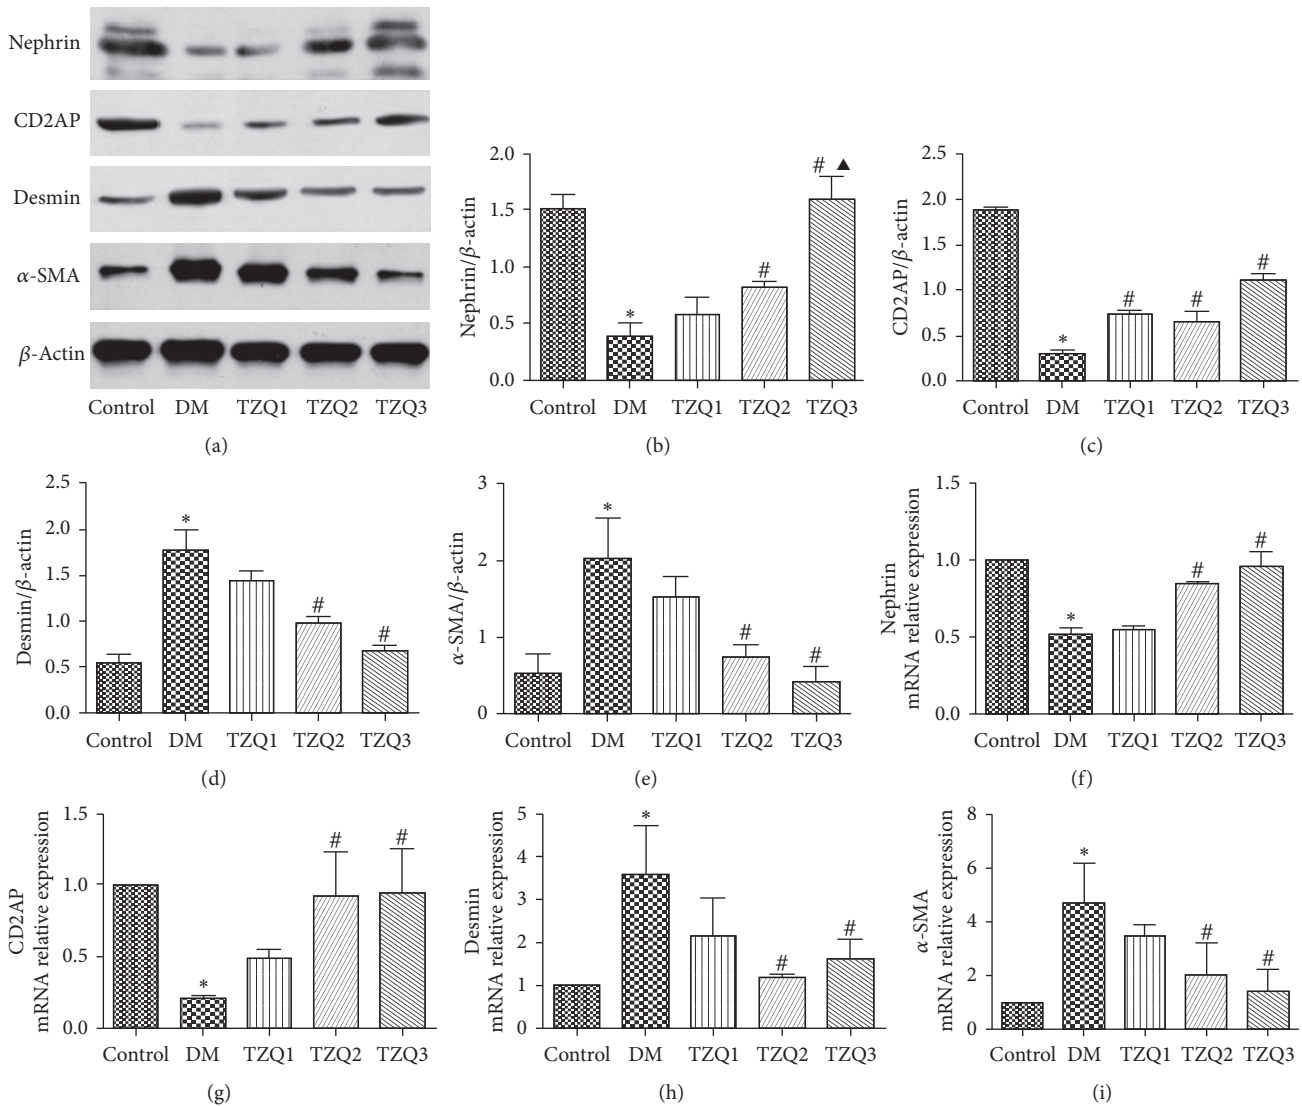 Nephrin
CD2AP
Desmin
α-SMA
β-Actin
Control DM TZQ1 TZQ2 TZQ3
(a)
Nephrin/β-actin
2.0
1.5
1.0
0.5
0.0
# ▲
#
*
Control DM TZQ1 TZQ2 TZQ3
(b)
CD2AP/β-actin
2.5
2.0
1.5
1.0
0.5
0.0
#
# #
*
Control DM TZQ1 TZQ2 TZQ3
(c)
Desmin/β-actin
2.5
2.0
1.5
1.0
0.5
0.0
*
#
#
Control DM TZQ1 TZQ2 TZQ3
(d)
α-SMA/β-actin
3
2
1
0
*
#
#
Control DM TZQ1 TZQ2 TZQ3
(e)
Nephrin
mRNA relative expression
1.5
1.0
0.5
0.0
#
#
*
Control DM TZQ1 TZQ2 TZQ3
(f)
CD2AP
mRNA relative expression
1.5
1.0
0.5
0.0
# #
*
Control DM TZQ1 TZQ2 TZQ3
(g)
Desmin
mRNA relative expression
5
4
3
2
1
0
*
#
#
Control DM TZQ1 TZQ2 TZQ3
(h)
α-SMA
mRNA relative expression
8
6
4
2
0
*
#
#
Control DM TZQ1 TZQ2 TZQ3
(i)